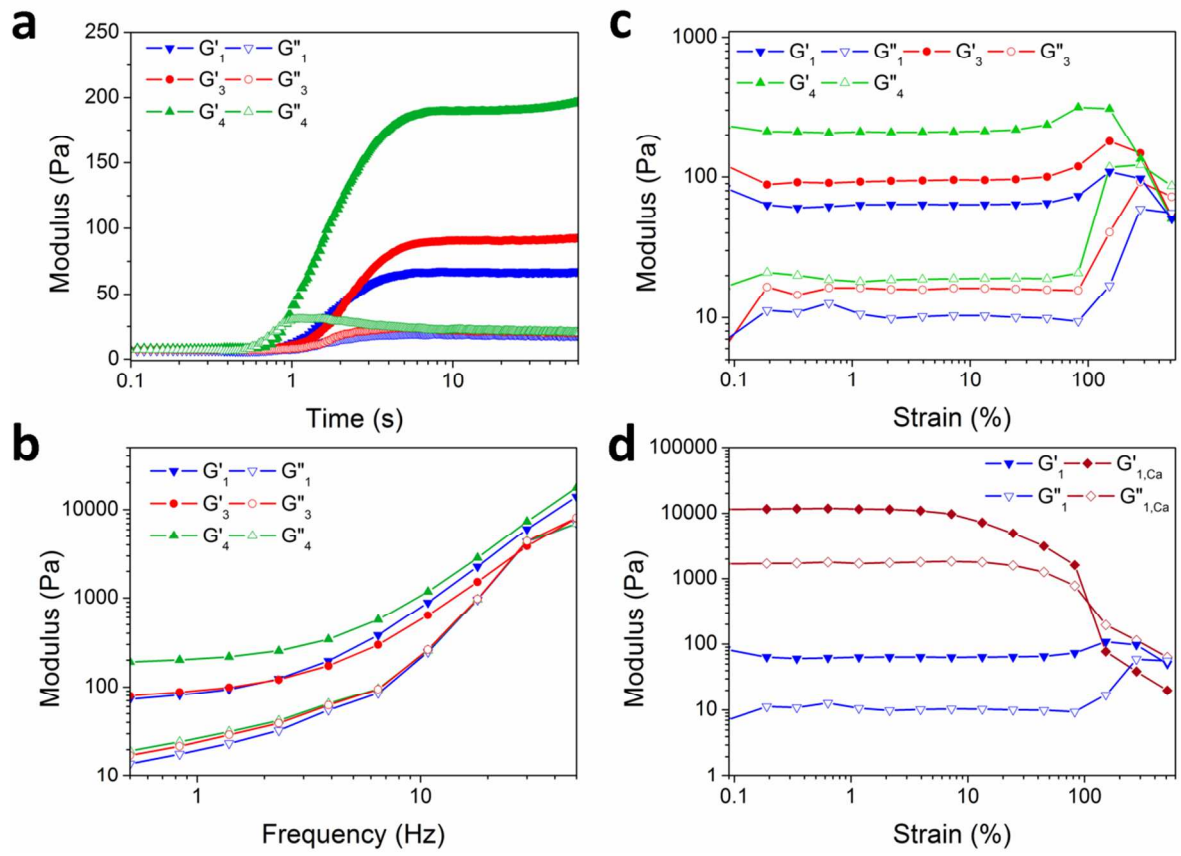 a
250
200
150
100
50
0
Modulus (Pa)
G'1 G"1
G'3 G"3
G'4 G"4
0.1 1 10
Time (s)
c
1000
100
10
Modulus (Pa)
G'1 G"1 G'3 G"3
G'4 G"4
0.1 1 10 100
Strain (%)
b
10000
1000
100
10
Modulus (Pa)
G'1 G"1
G'3 G"3
G'4 G"4
1 10
Frequency (Hz)
d
100000
10000
1000
100
10
1
Modulus (Pa)
G'1 G'1,Ca
G"1 G"1,Ca
0.1 1 10 100
Strain (%)